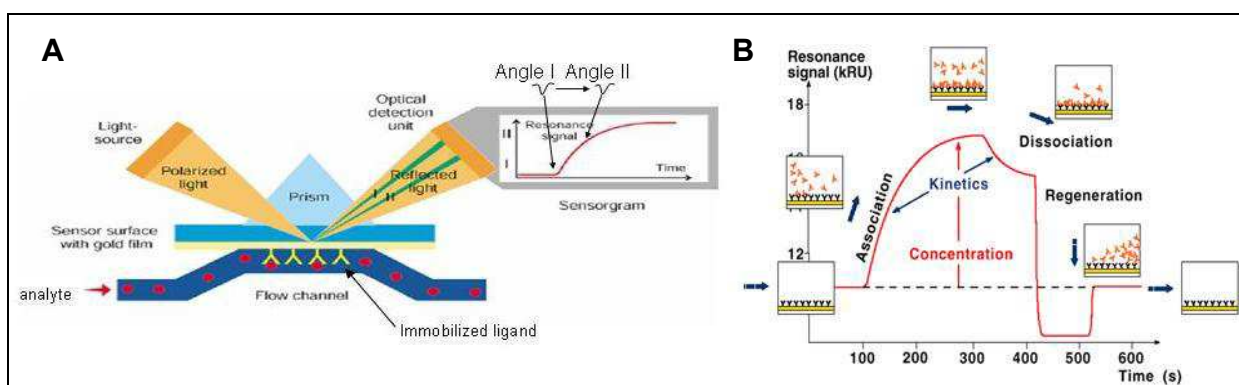 A
Angle I
Angle II
Optical
detection
unit
Light-
source
Polarized
light
Reflected
light
I
II
Prism
Resonance
signal
II
I
Time
Sensorgram
Sensor surface
with gold film
analyte
Flow channel
Immobilized ligand
B
Resonance
signal (kRU)
18
12
Association
Kinetics
Concentration
Dissociation
Regeneration
100
200
300
400
500
600
Time (s)